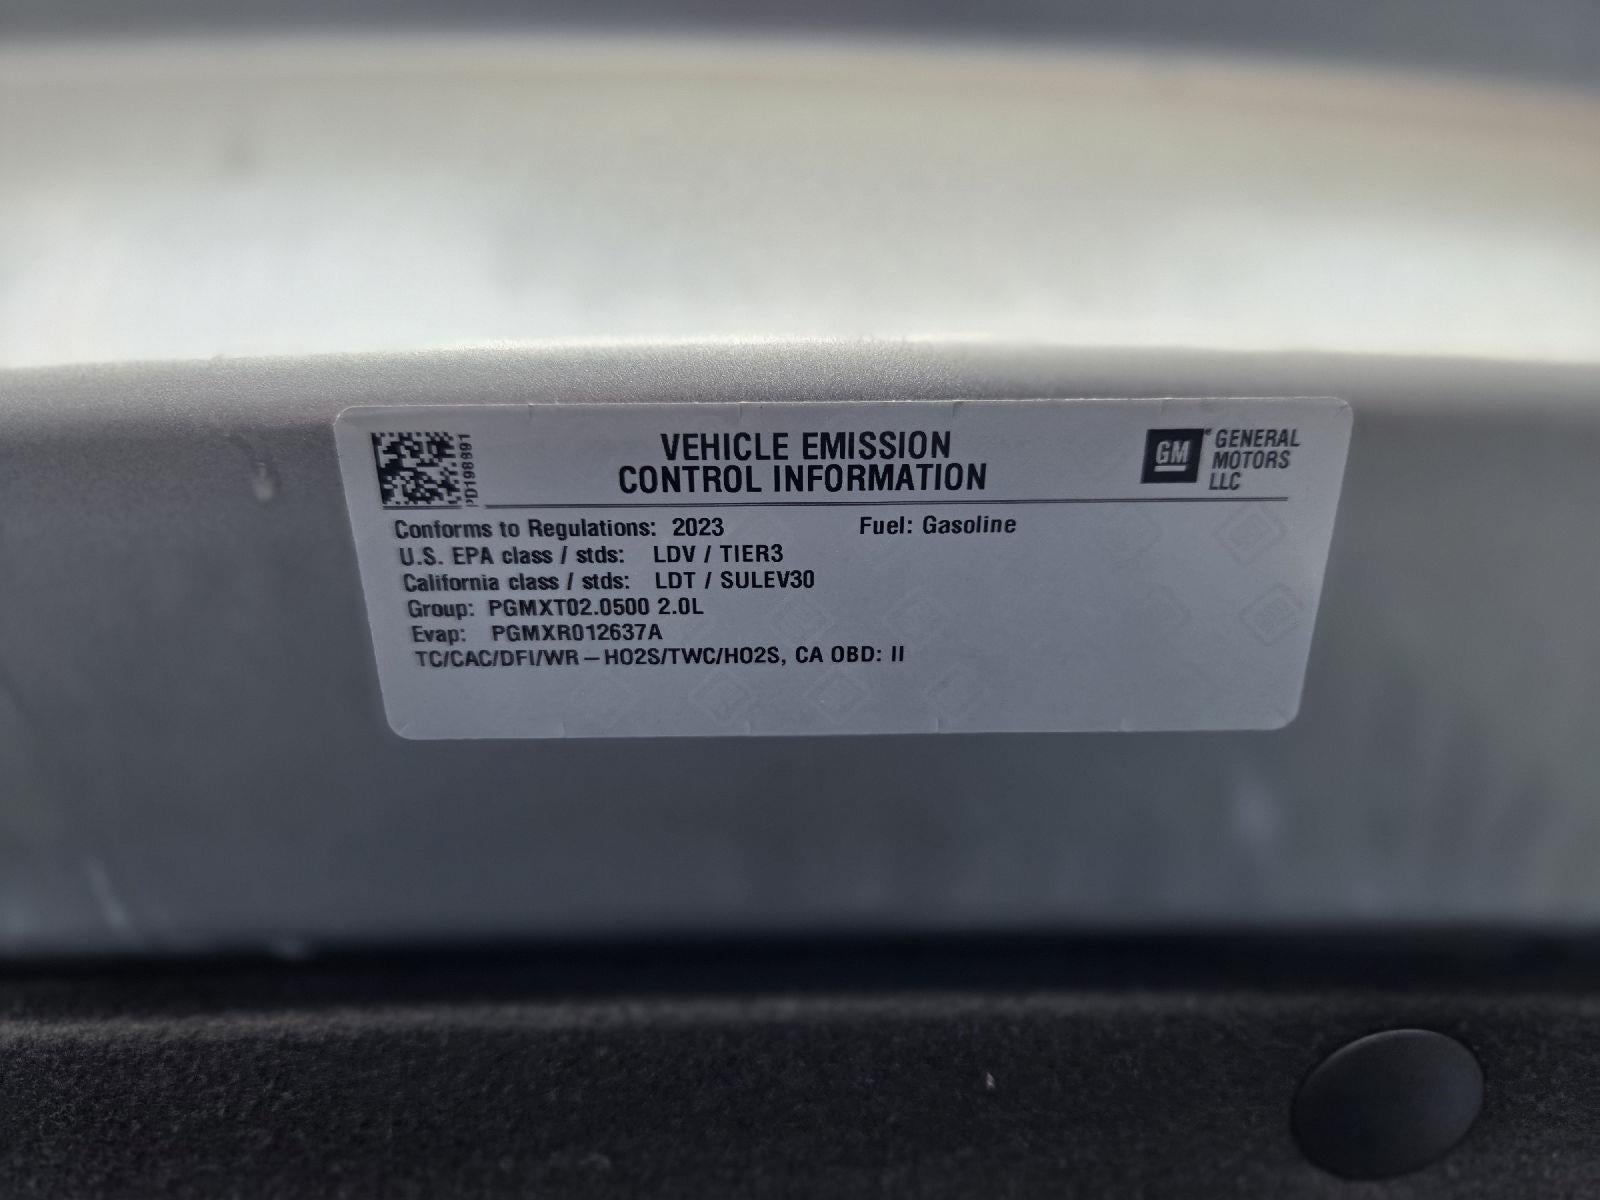 VEHICLE EMISSION
CONTROL INFORMATION
GM
GENERAL
MOTORS
LLC
Conforms to Regulations: 2023 Fuel: Gasoline
U.S. EPA class / stds: LDV / TIER3
California class / stds: LDT / SULEV30
Group: PGMXT02.0500 2.0L
Evap: PGMXR012637A
TC/CAC/DFI/WR – HO2S/TWC/HO2S, CA OBD: II